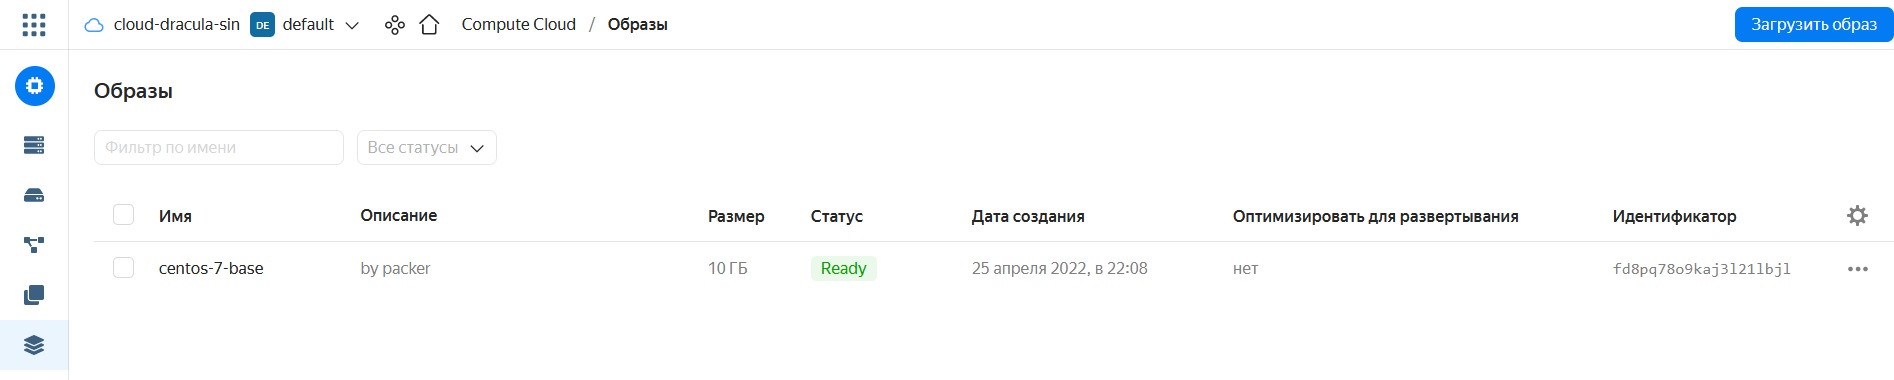 cloud-dracula-sin DE default Compute Cloud / Образы Загрузить образ
Образы
Фильтр по имени Все статусы
Имя Описание Размер Статус Дата создания Оптимизировать для развертывания Идентификатор
centos-7-base by packer 10 ГБ Ready 25 апреля 2022, в 22:08 нет fd8pq78o9kaj3l21lbjl